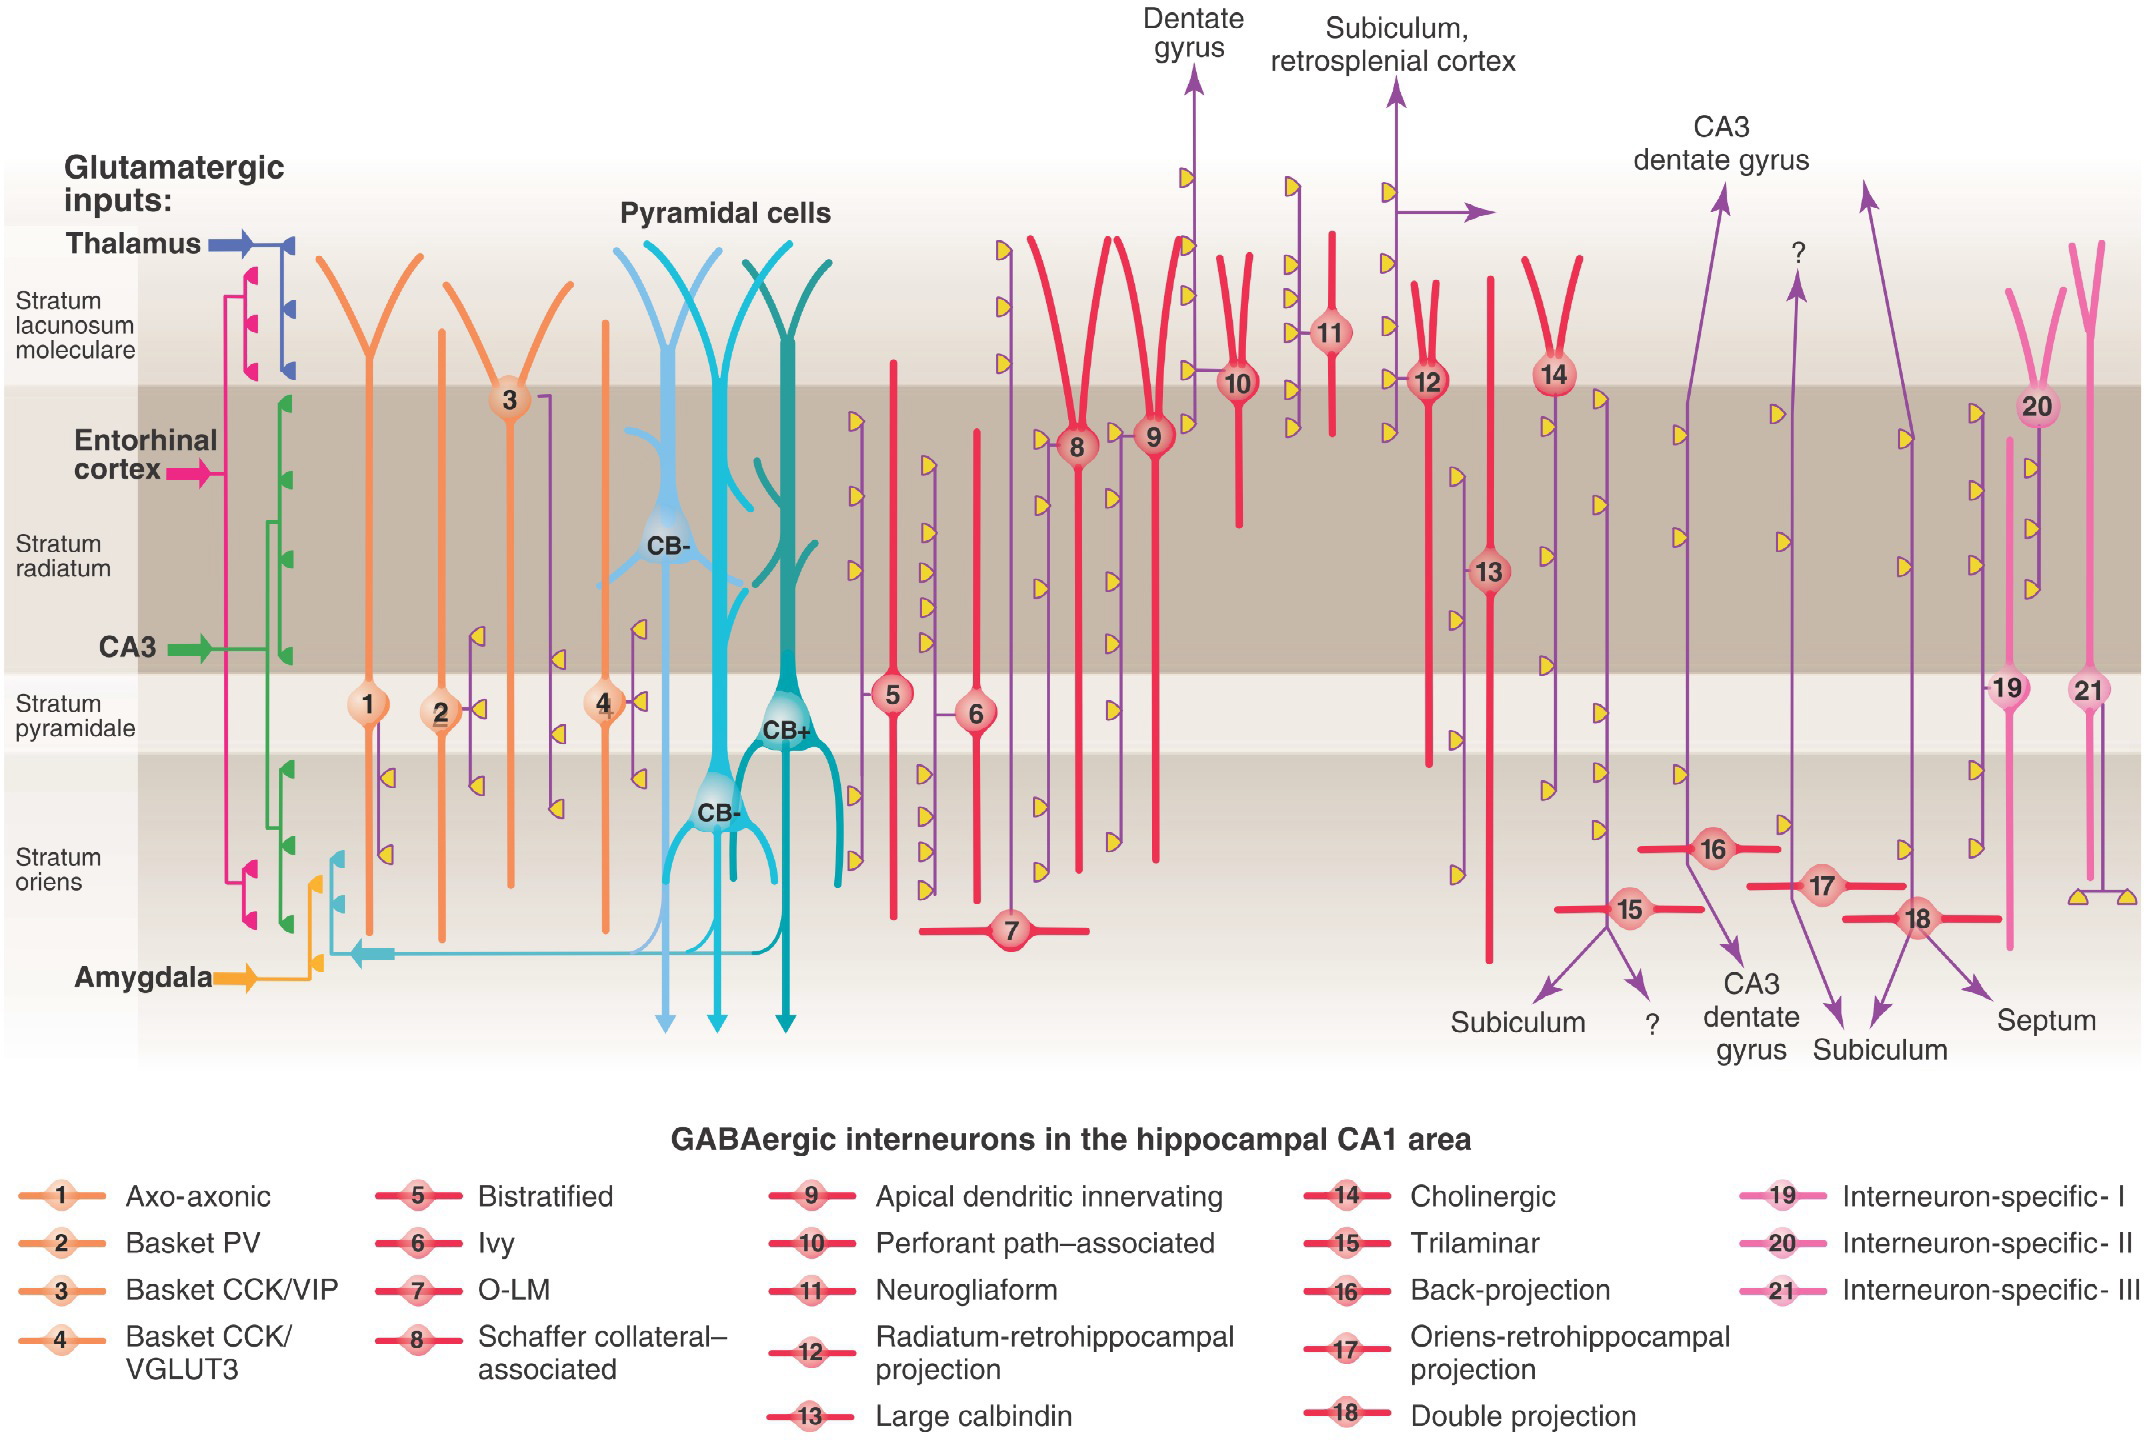 Dentate
gyrus
Subiculum,
retrosplenial cortex
CA3
dentate gyrus
Glutamatergic
inputs:
Pyramidal cells
Thalamus
?
Stratum
lacunosum
moleculare
11
14
12
10
3
20
Entorhinal
cortex
9
8
Stratum
radiatum
CB-
13
CA3
Stratum
pyramidale
1
2
4
5
6
19
21
CB+
CB-
Stratum
oriens
16
17
15
18
7
Amygdala
CA3
dentate
gyrus
Subiculum
?
Subiculum
Septum
GABAergic interneurons in the hippocampal CA1 area
1 Axo-axonic
2 Basket PV
3 Basket CCK/VIP
4 Basket CCK/
VGLUT3
5 Bistratified
6 Ivy
7 O-LM
8 Schaffer collateral–
associated
9 Apical dendritic innervating
10 Perforant path–associated
11 Neurogliaform
12 Radiatum-retrohippocampal
projection
13 Large calbindin
14 Cholinergic
15 Trilaminar
16 Back-projection
17 Oriens-retrohippocampal
projection
18 Double projection
19 Interneuron-specific- I
20 Interneuron-specific- II
21 Interneuron-specific- III